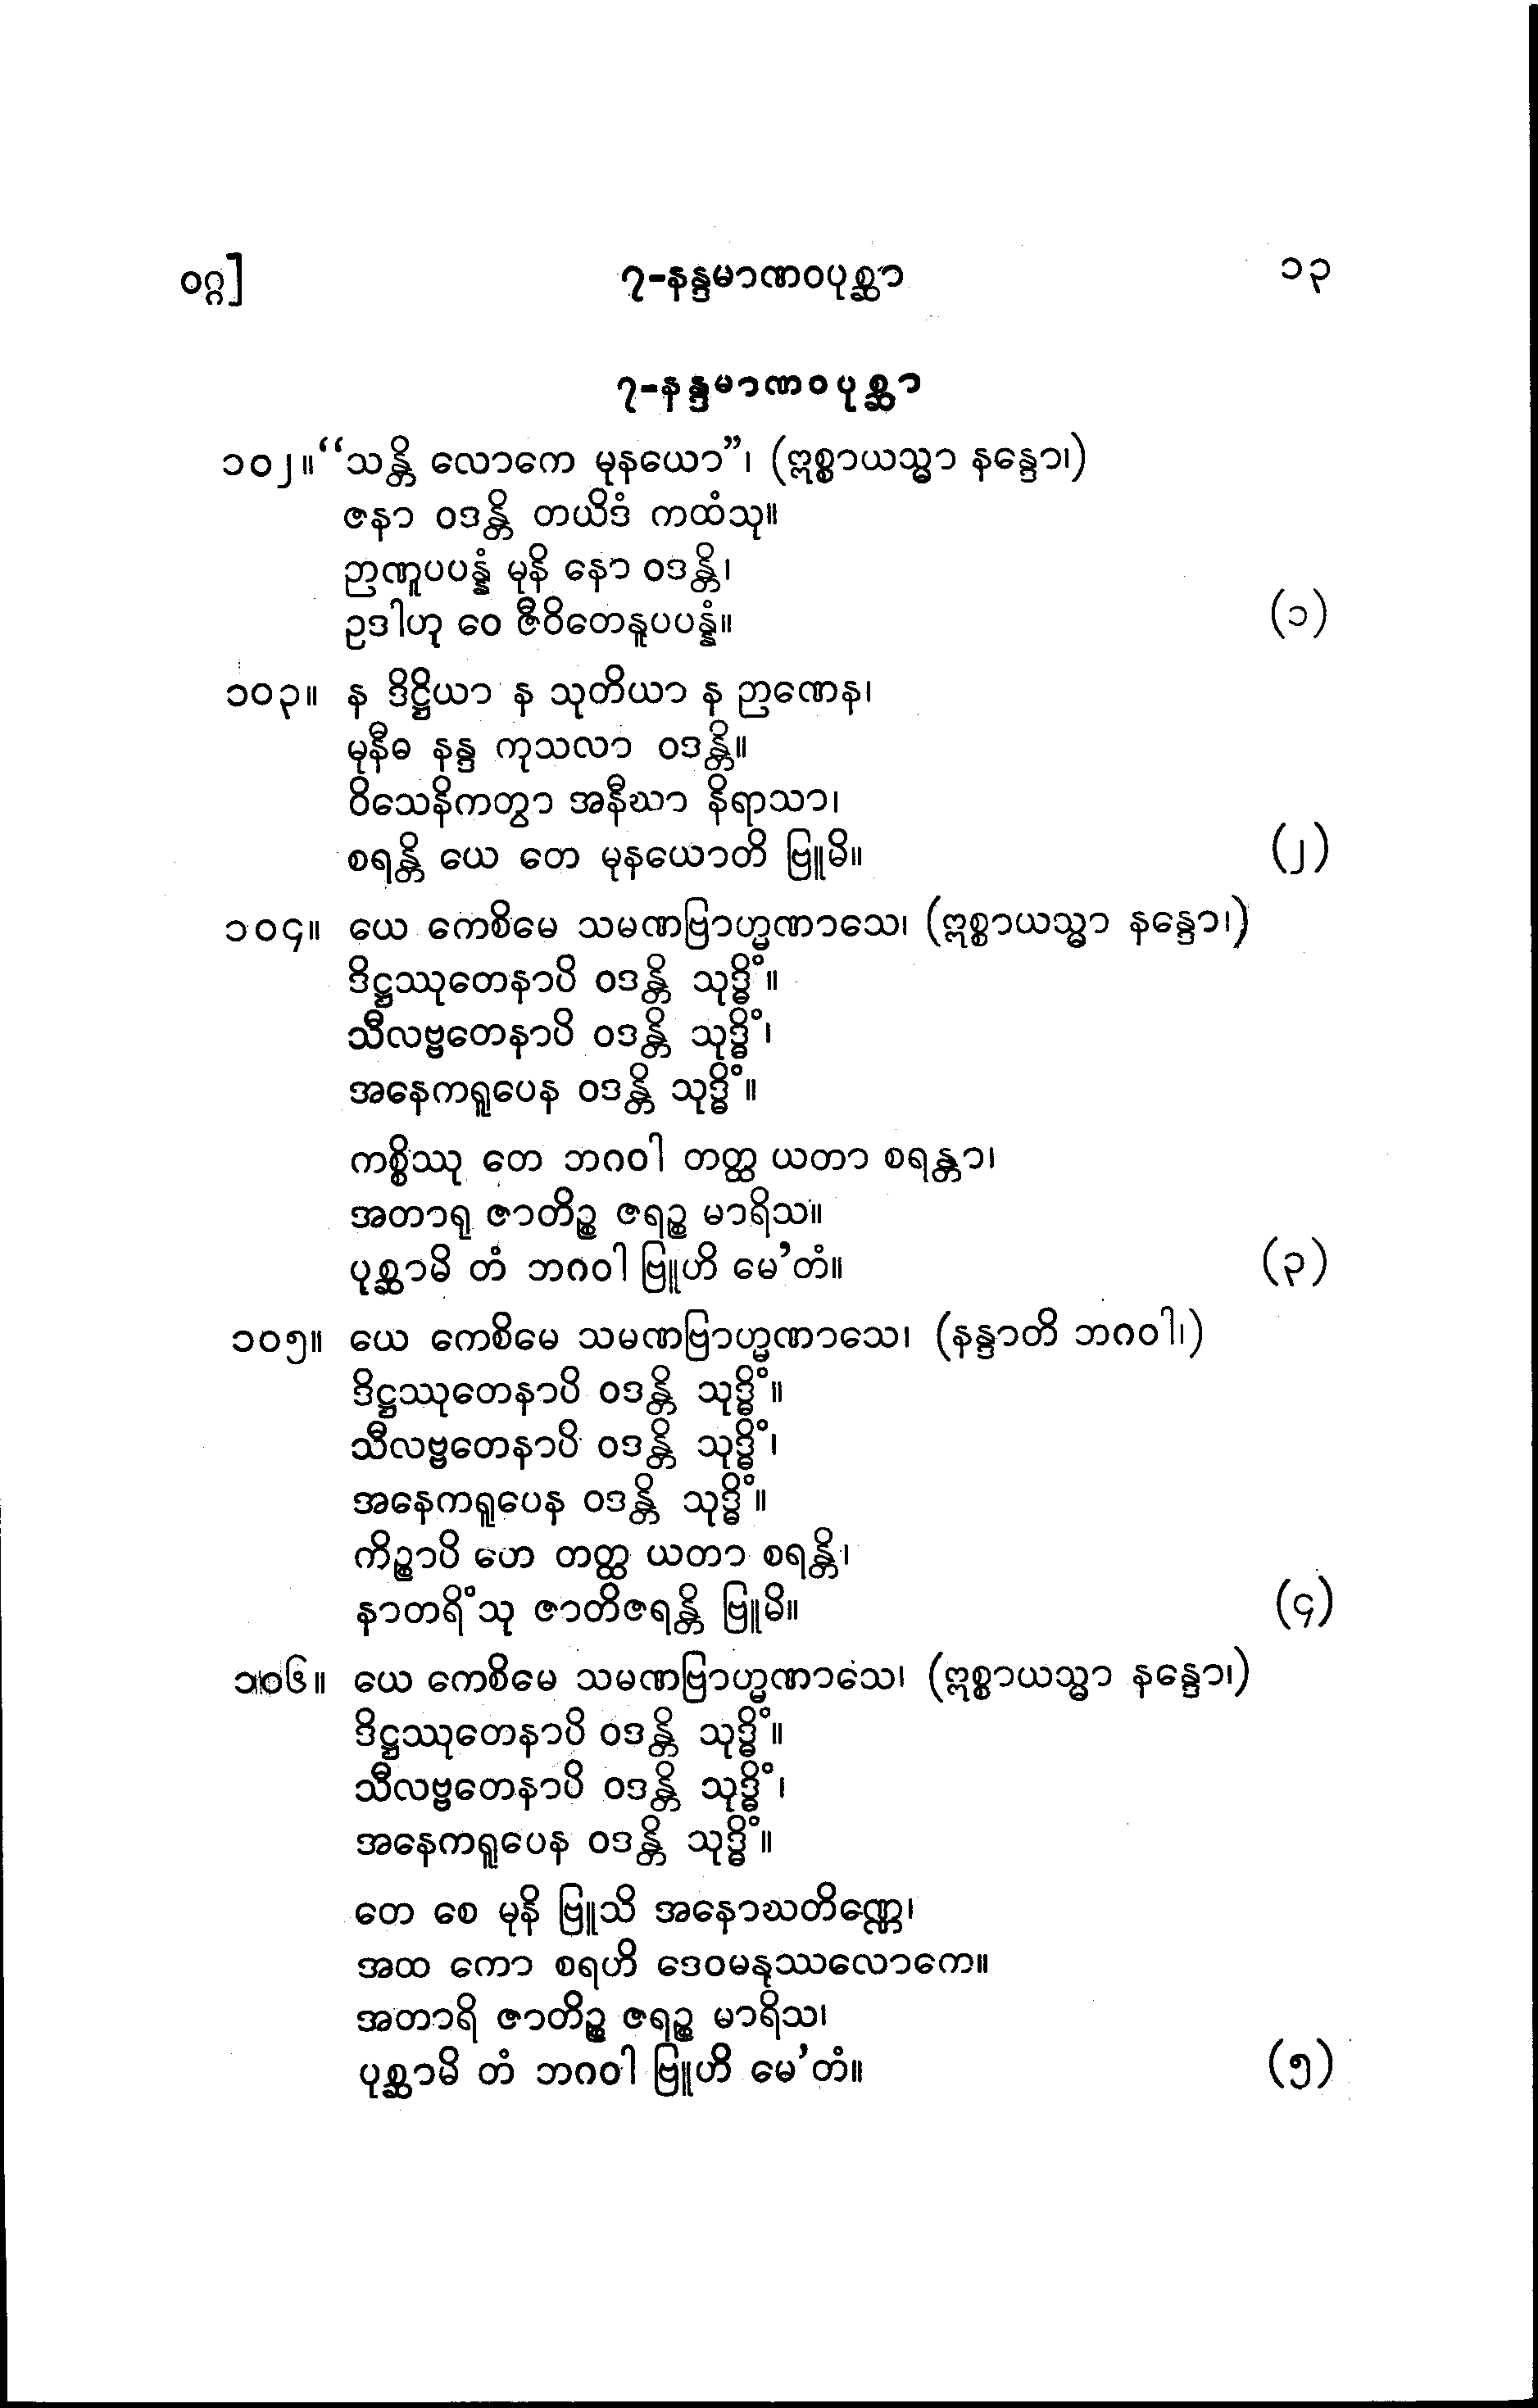 ဝဂ္ဂ] ၇-နန္ဒမာဏဝပုစ္ဆာ ၁၃
၇-နန္ဒမာဏဝပုစ္ဆာ
၁၀၂။ “သန္တိ လောကေ မုနယော”၊ (ဣစ္စာယသ္မာ နန္ဒော၊)
ဇနာ ဝဒန္တိ တယိဒံ ကထံသု။
ဉာဏူပပန္နံ မုနိ နော ဝဒန္တိ၊
ဥဒါဟု ဝေ ဇီဝိတေနူပပန္နံ။ (၁)
၁၀၃။ န ဒိဋ္ဌိယာ န သုတိယာ န ဉာဏေန၊
မုနီဓ နန္ဒ ကုသလာ ဝဒန္တိ။
ဝိသေနိကတွာ အနီဃာ နိရာသာ၊
စရန္တိ ယေ တေ မုနယောတိ ဗြူမိ။ (၂)
၁၀၄။ ယေ ကေစိမေ သမဏဗြာဟ္မဏာသေ၊ (ဣစ္စာယသ္မာ နန္ဒော၊)
ဒိဋ္ဌဿုတေနာပိ ဝဒန္တိ သုဒ္ဓိံ။
သီလဗ္ဗတေနာပိ ဝဒန္တိ သုဒ္ဓိံ၊
အနေကရူပေန ဝဒန္တိ သုဒ္ဓိံ။
ကစ္စိဿု တေ ဘဂဝါ တတ္ထ ယတာ စရန္တာ၊
အတာရု ဇာတိဉ္စ ဇရဉ္စ မာရိသ။
ပုစ္ဆာမိ တံ ဘဂဝါ ဗြူဟိ မေ’တံ။ (၃)
၁၀၅။ ယေ ကေစိမေ သမဏဗြာဟ္မဏာသေ၊ (နန္ဒာတိ ဘဂဝါ၊)
ဒိဋ္ဌဿုတေနာပိ ဝဒန္တိ သုဒ္ဓိံ။
သီလဗ္ဗတေနာပိ ဝဒန္တိ သုဒ္ဓိံ၊
အနေကရူပေန ဝဒန္တိ သုဒ္ဓိံ။
ကိဉ္စာပိ ဟေ တတ္ထ ယတာ စရန္တိ၊
နာတရိံသု ဇာတိဇရန္တိ ဗြူမိ။ (၄)
၁၀၆။ ယေ ကေစိမေ သမဏဗြာဟ္မဏာသေ၊ (ဣစ္စာယသ္မာ နန္ဒော၊)
ဒိဋ္ဌဿုတေနာပိ ဝဒန္တိ သုဒ္ဓိံ။
သီလဗ္ဗတေနာပိ ဝဒန္တိ သုဒ္ဓိံ၊
အနေကရူပေန ဝဒန္တိ သုဒ္ဓိံ။
တေ စေ မုနိ ဗြူသိ အနောဃတိဏ္ဏေ၊
အထ ကော စရဟိ ဒေဝမနုဿလောကေ။
အတာရိ ဇာတိဉ္စ ဇရဉ္စ မာရိသ၊
ပုစ္ဆာမိ တံ ဘဂဝါ ဗြူဟိ မေ’တံ။ (၅)